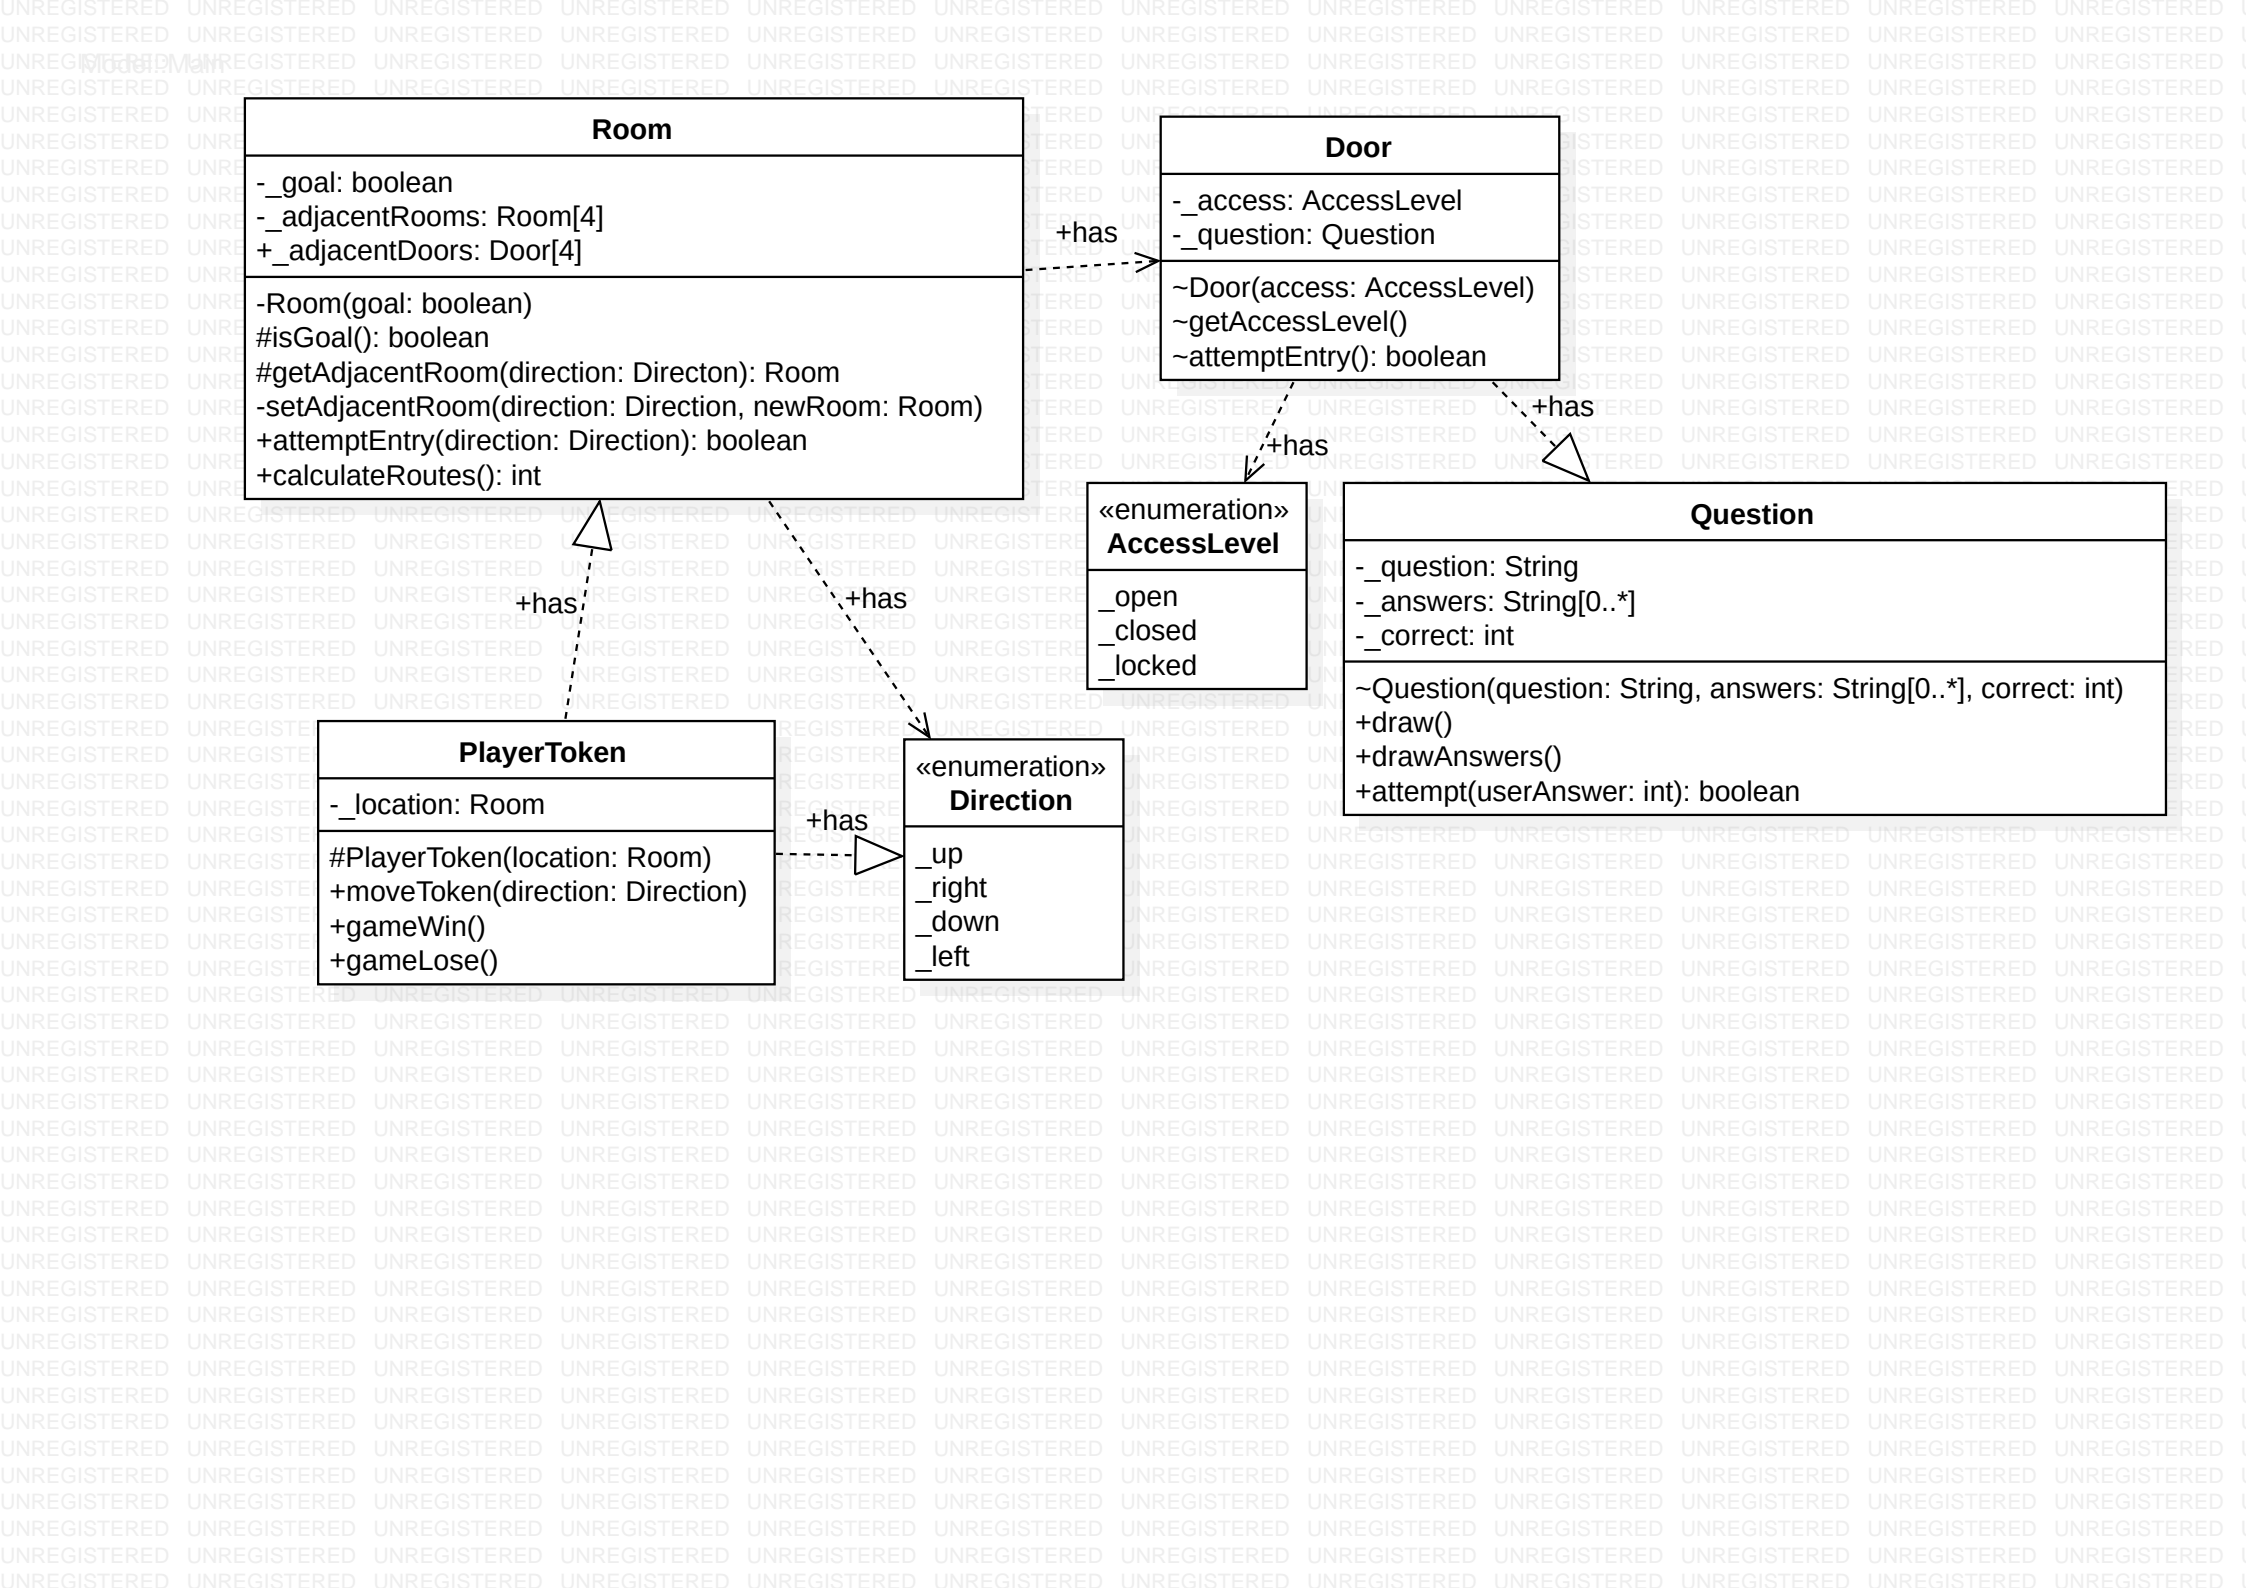 Model::Main
Room
-_goal: boolean
-_adjacentRooms: Room[4]
+_adjacentDoors: Door[4]
-Room(goal: boolean)
#isGoal(): boolean
#getAdjacentRoom(direction: Directon): Room
-setAdjacentRoom(direction: Direction, newRoom: Room)
+attemptEntry(direction: Direction): boolean
+calculateRoutes(): int
+has
Door
-_access: AccessLevel
-_question: Question
~Door(access: AccessLevel)
~getAccessLevel()
~attemptEntry(): boolean
+has
+has
«enumeration»
AccessLevel
_open
_closed
_locked
Question
-_question: String
-_answers: String[0..*]
-_correct: int
~Question(question: String, answers: String[0..*], correct: int)
+draw()
+drawAnswers()
+attempt(userAnswer: int): boolean
+has
+has
PlayerToken
-_location: Room
#PlayerToken(location: Room)
+moveToken(direction: Direction)
+gameWin()
+gameLose()
+has
«enumeration»
Direction
_up
_right
_down
_left
UNREGISTERED